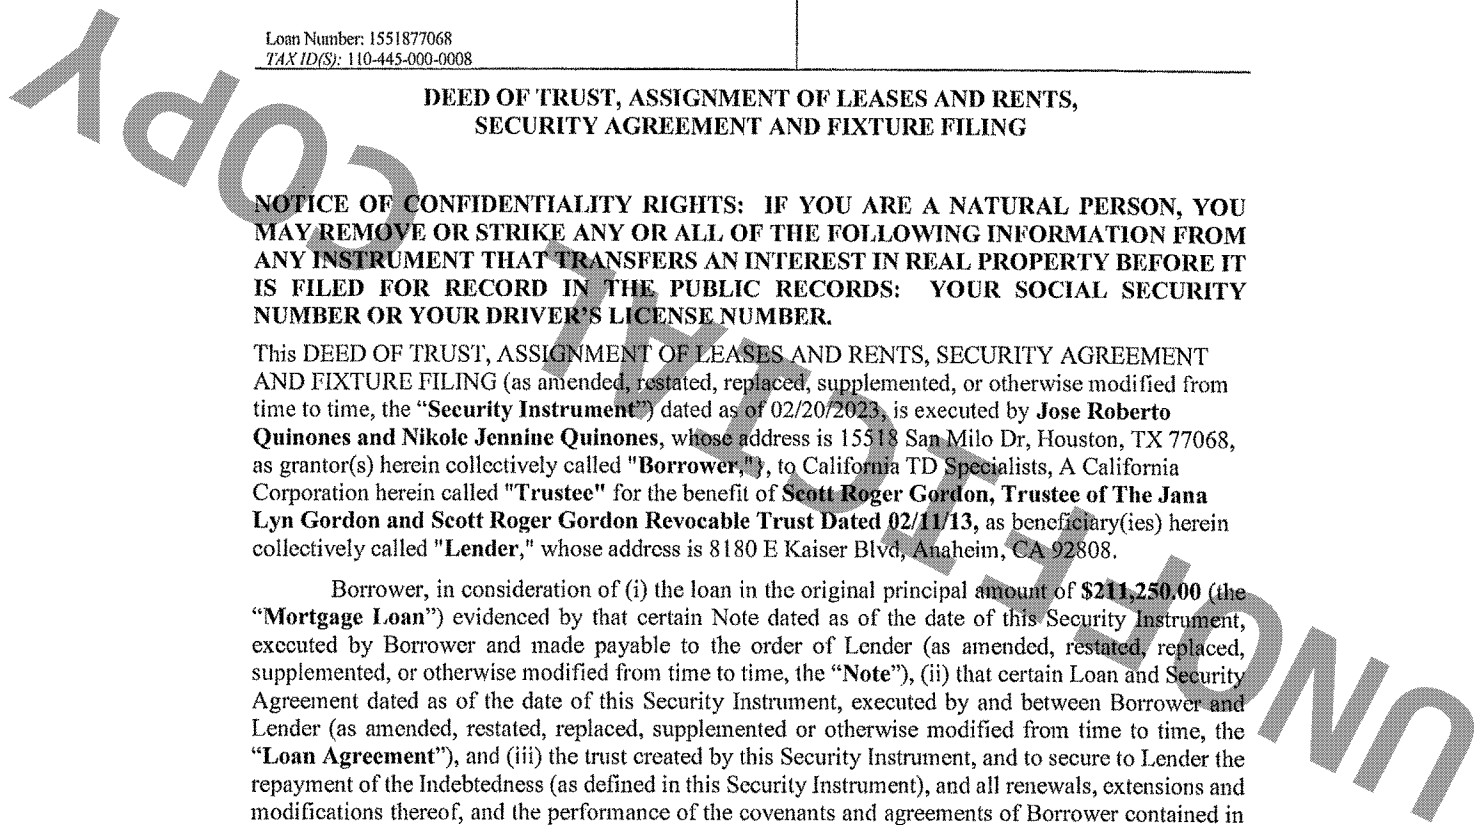 Loan Number: 1551877068
TAX ID(S): 110-445-000-0008
DEED OF TRUST, ASSIGNMENT OF LEASES AND RENTS,
SECURITY AGREEMENT AND FIXTURE FILING
NOTICE OF CONFIDENTIALITY RIGHTS: IF YOU ARE A NATURAL PERSON, YOU
MAY REMOVE OR STRIKE ANY OR ALL OF THE FOLLOWING INFORMATION FROM
ANY INSTRUMENT THAT TRANSFERS AN INTEREST IN REAL PROPERTY BEFORE IT
IS FILED FOR RECORD IN THE PUBLIC RECORDS: YOUR SOCIAL SECURITY
NUMBER OR YOUR DRIVER'S LICENSE NUMBER.
This DEED OF TRUST, ASSIGNMENT OF LEASES AND RENTS, SECURITY AGREEMENT
AND FIXTURE FILING (as amended, restated, replaced, supplemented, or otherwise modified from
time to time, the “Security Instrument”) dated as of 02/20/2023, is executed by Jose Roberto
Quinones and Nikole Jennine Quinones, whose address is 15518 San Milo Dr, Houston, TX 77068,
as grantor(s) herein collectively called "Borrower,"}, to California TD Specialists, A California
Corporation herein called "Trustee" for the benefit of Scott Roger Gordon, Trustee of The Jana
Lyn Gordon and Scott Roger Gordon Revocable Trust Dated 02/11/13, as beneficiary(ies) herein
collectively called "Lender," whose address is 8180 E Kaiser Blvd, Anaheim, CA 92808.
Borrower, in consideration of (i) the loan in the original principal amount of $211,250.00 (the
“Mortgage Loan”) evidenced by that certain Note dated as of the date of this Security Instrument,
executed by Borrower and made payable to the order of Lender (as amended, restated, replaced,
supplemented, or otherwise modified from time to time, the “Note”), (ii) that certain Loan and Security
Agreement dated as of the date of this Security Instrument, executed by and between Borrower and
Lender (as amended, restated, replaced, supplemented or otherwise modified from time to time, the
“Loan Agreement”), and (iii) the trust created by this Security Instrument, and to secure to Lender the
repayment of the Indebtedness (as defined in this Security Instrument), and all renewals, extensions and
modifications thereof, and the performance of the covenants and agreements of Borrower contained in
UNOFFICIAL COPY